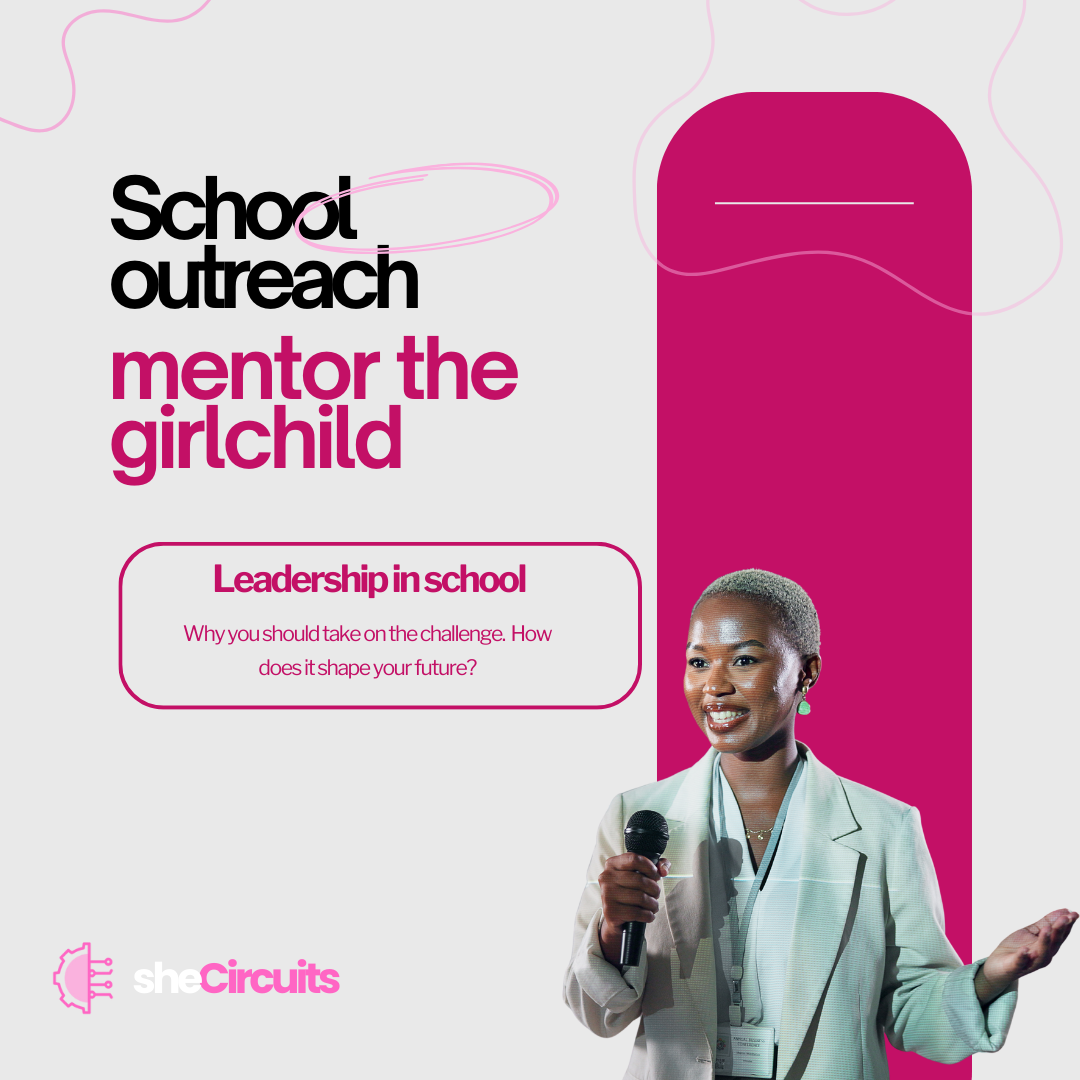 School
outreach
mentor the
girlchild
Leadership in school
Why you should take on the challenge. How
does it shape your future?
sheCircuits